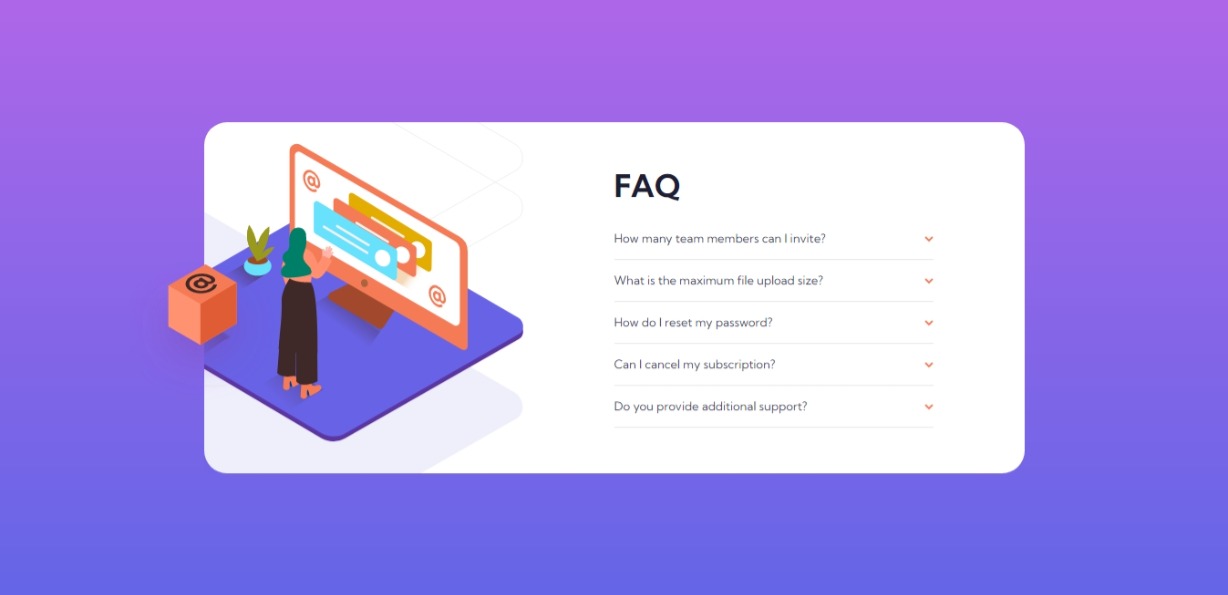 @
@
@
FAQ
How many team members can I invite?
What is the maximum file upload size?
How do I reset my password?
Can I cancel my subscription?
Do you provide additional support?